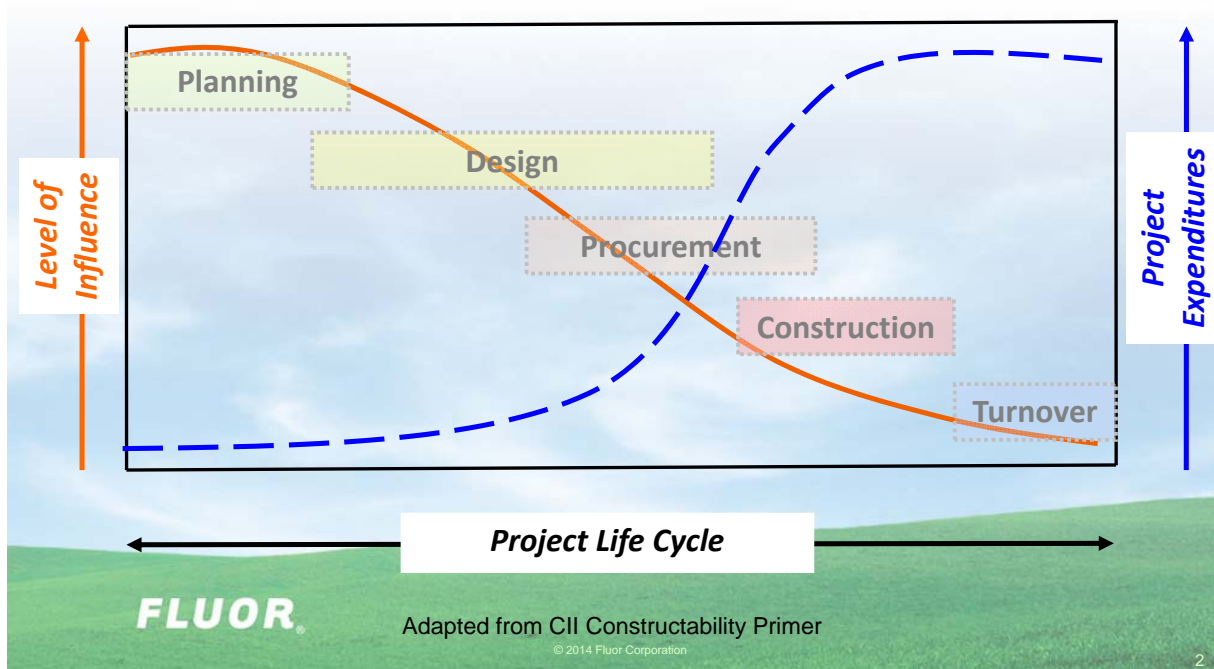 Planning
Design
Procurement
Construction
Turnover
Level of
Influence
Project
Expenditures
Project Life Cycle
FLUOR®
Adapted from CII Constructability Primer
© 2014 Fluor Corporation
2